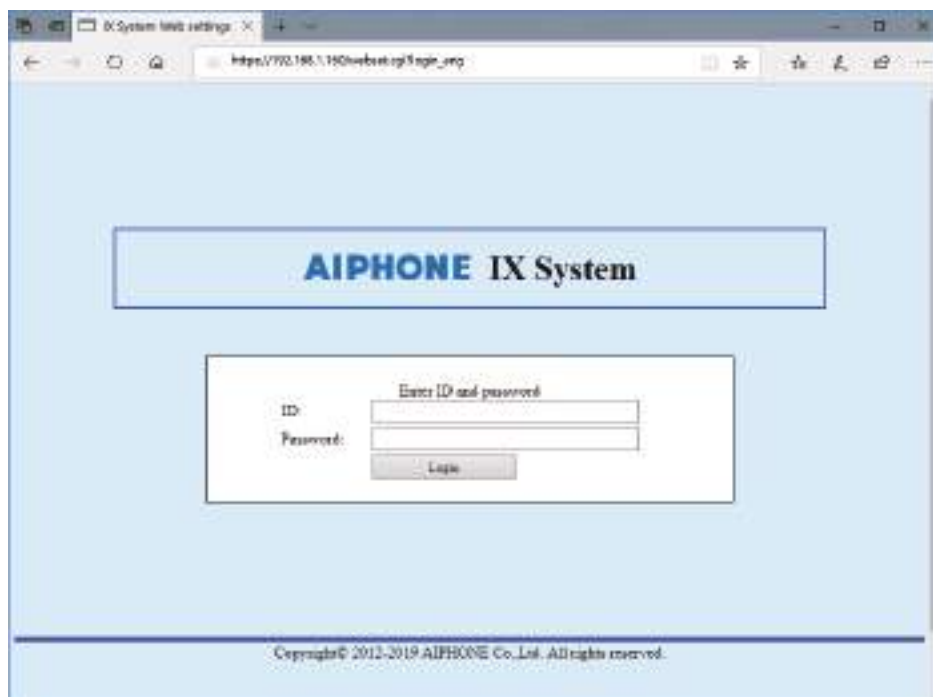 IX System Web settings
https://192.168.1.160/webset.cgi?login_eng
AIPHONE IX System
Enter ID and password
ID:
Password:
Login
Copyright© 2012-2019 AIPHONE Co.,Ltd. All rights reserved.